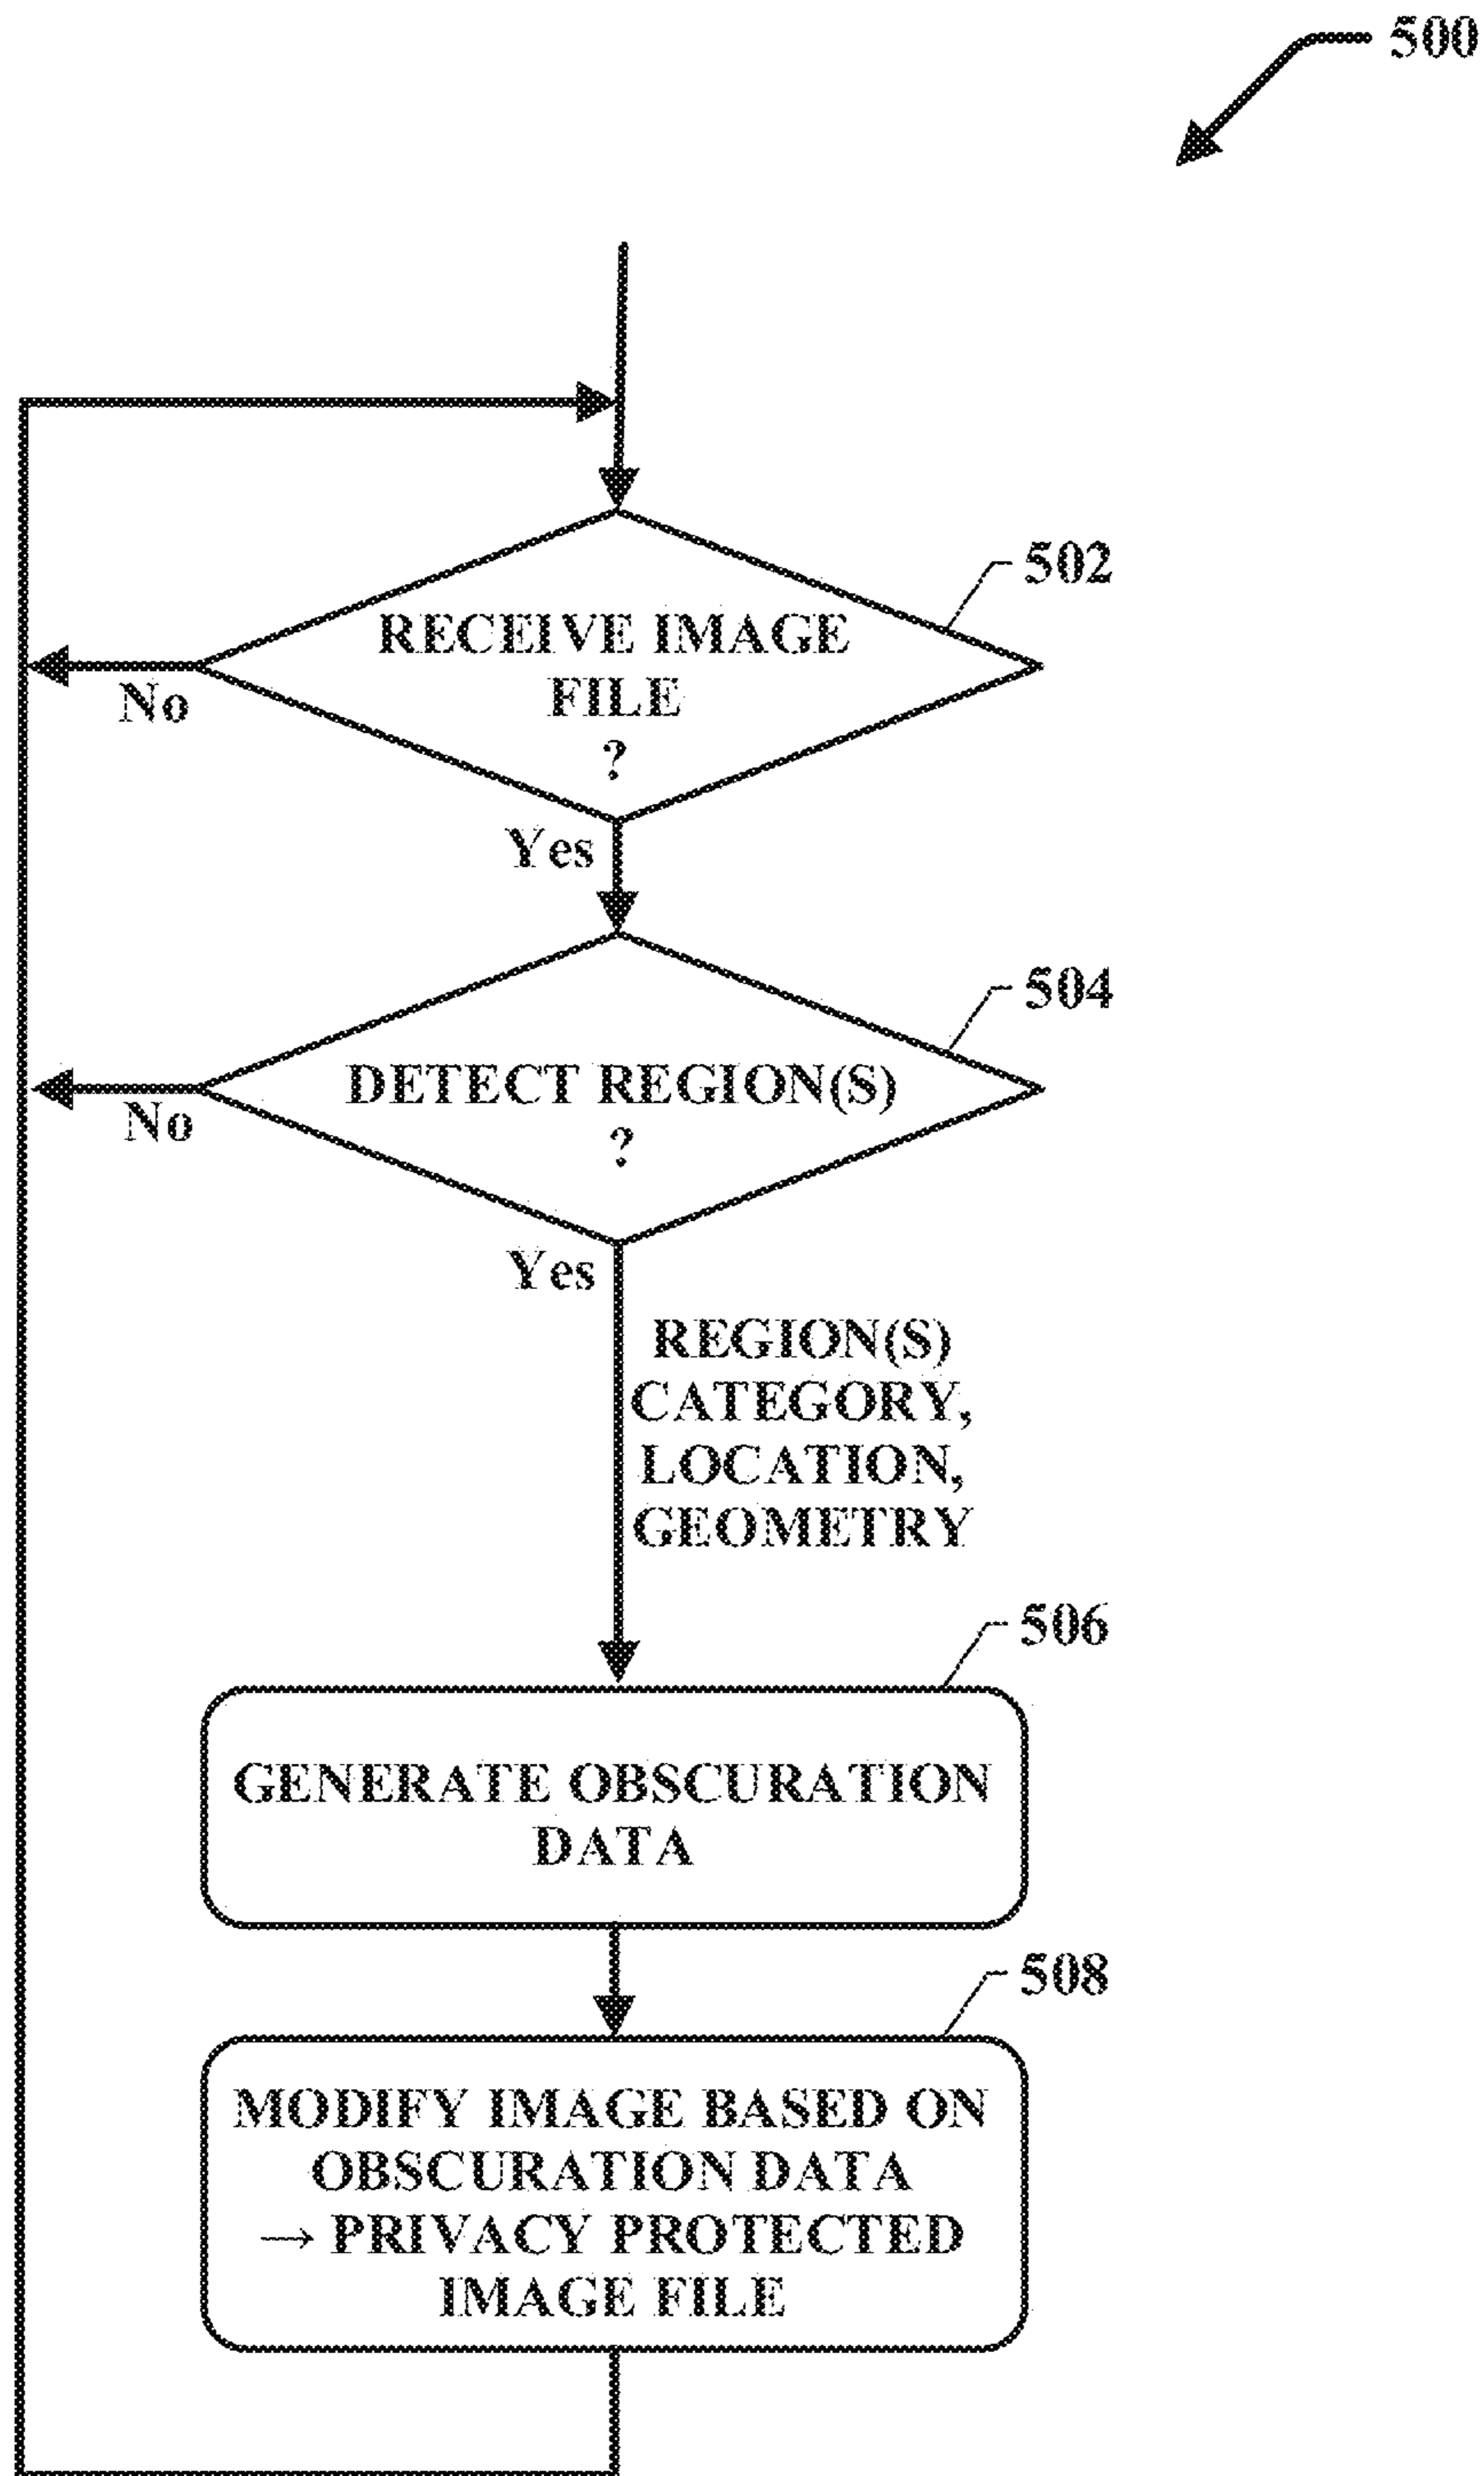 500
502
RECEIVE IMAGE
FILE
?
No
Yes
504
DETECT REGION(S)
?
No
Yes
REGION(S)
CATEGORY,
LOCATION,
GEOMETRY
506
GENERATE OBSCURATION
DATA
508
MODIFY IMAGE BASED ON
OBSCURATION DATA
→ PRIVACY PROTECTED
IMAGE FILE